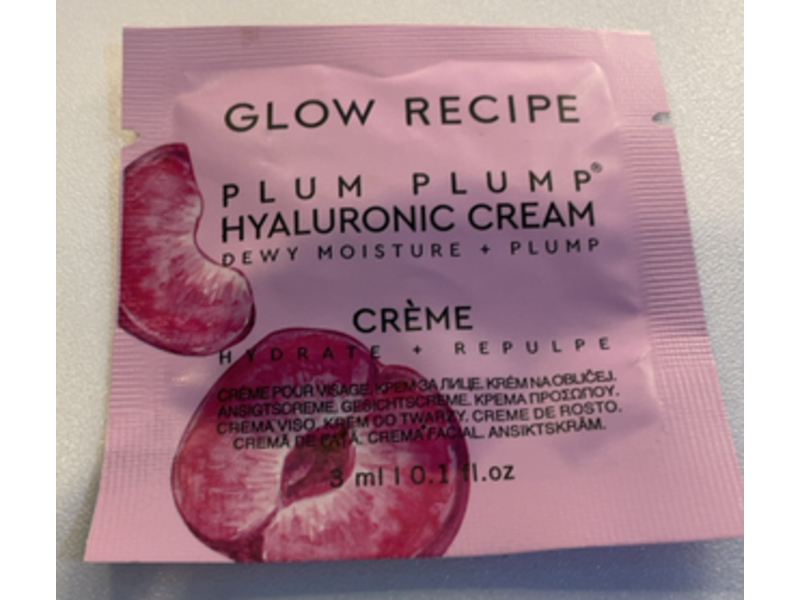 GLOW RECIPE
PLUM PLUMP®
HYALURONIC CREAM
DEWY MOISTURE + PLUMP
CRÈME
HYDRATE + REPULPE
CRÈME POUR VISAGE. КРЕМ ЗА ЛИЦЕ. KRÉM NA OBLIČEJ.
ANSIGTSCREME. GESICHTSCREME. ΚΡΕΜΑ ΠΡΟΣΩΠΟΥ.
CREMA VISO. KREM DO TWARZY. CREME DE ROSTO.
CREMĂ DE FAȚĂ. CREMA FACIAL. ANSIKTSKRÄM.
3 ml I 0.1 fl.oz